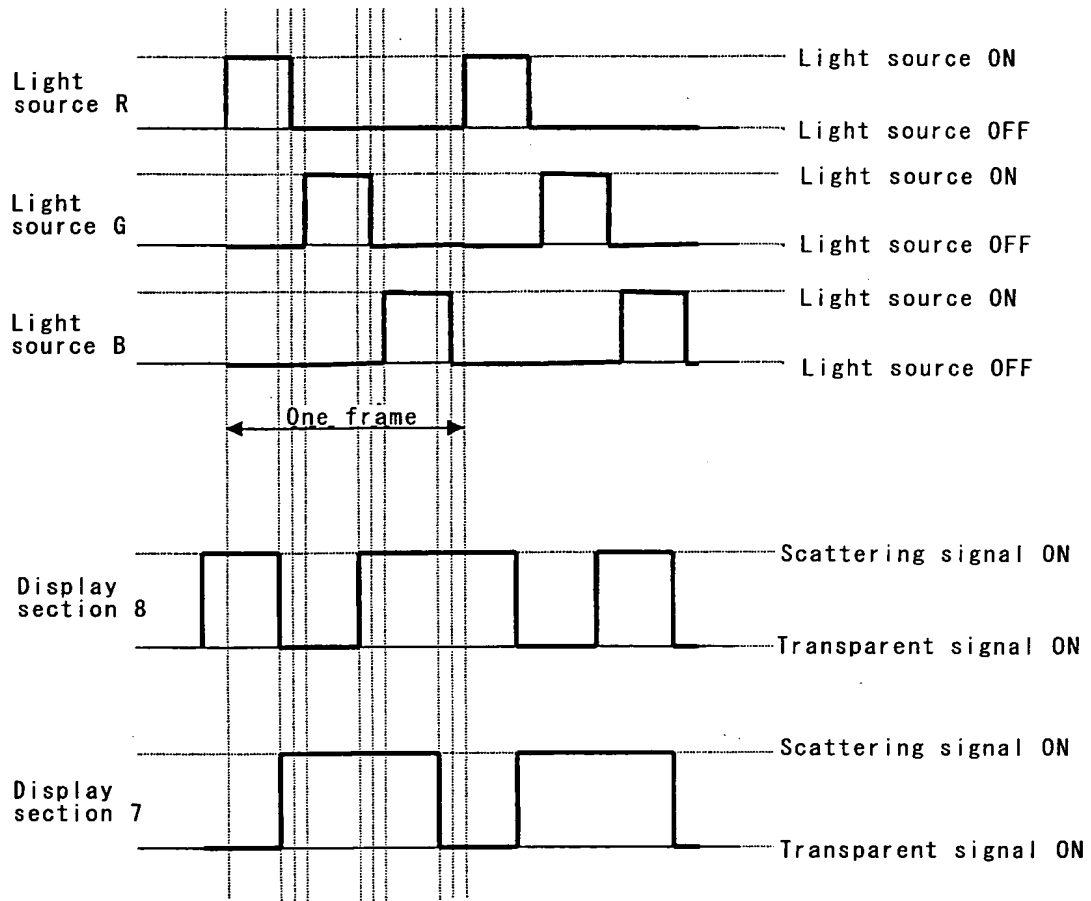 Light source ON
Light
source R
Light source OFF
Light source ON
Light
source G
Light source OFF
Light source ON
Light
source B
Light source OFF
One frame
Scattering signal ON
Display
section 8
Transparent signal ON
Scattering signal ON
Display
section 7
Transparent signal ON